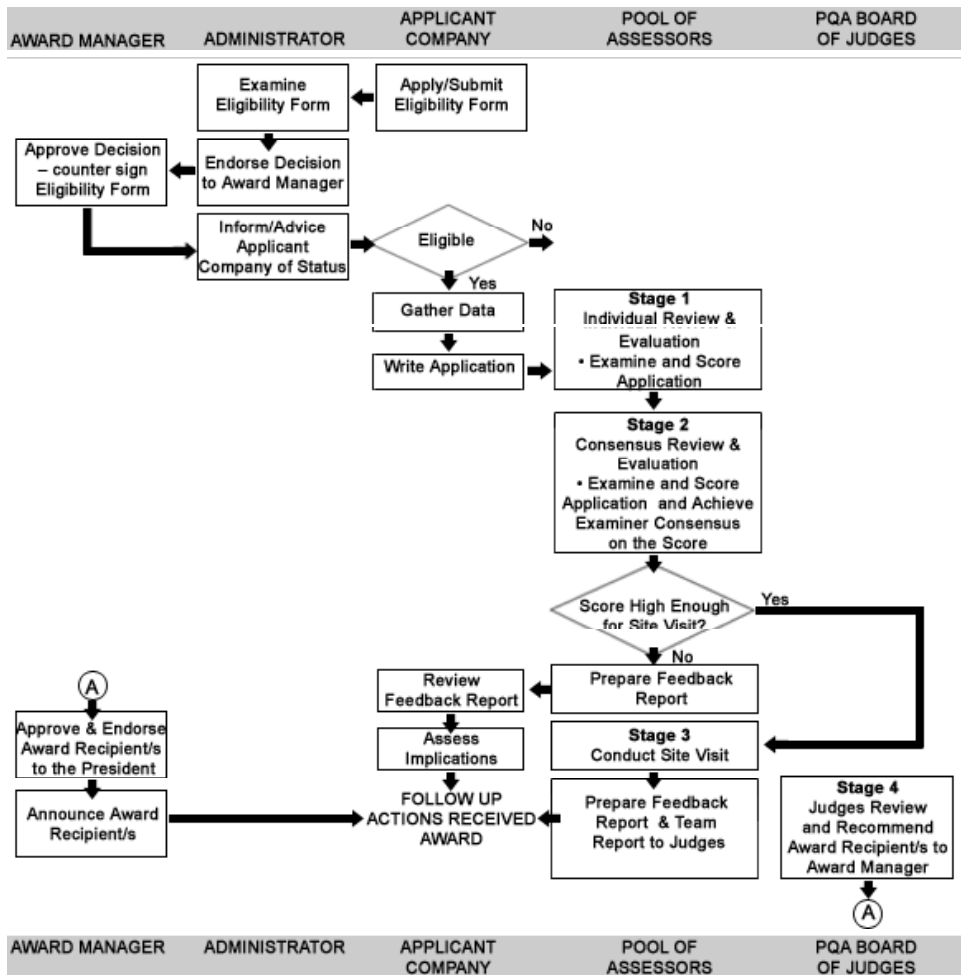 AWARD MANAGER
ADMINISTRATOR
APPLICANT
COMPANY
POOL OF
ASSESSORS
PQA BOARD
OF JUDGES
Examine
Eligibility Form
Apply/Submit
Eligibility Form
Approve Decision
– counter sign
Eligibility Form
Endorse Decision
to Award Manager
Inform/Advice
Applicant
Company of Status
Eligible
No
Yes
Gather Data
Write Application
Stage 1
Individual Review &
Evaluation
• Examine and Score
Application
Stage 2
Consensus Review &
Evaluation
• Examine and Score
Application and Achieve
Examiner Consensus
on the Score
Score High Enough
for Site Visit?
Yes
No
Prepare Feedback
Report
Review
Feedback Report
Assess
Implications
Stage 3
Conduct Site Visit
A
Approve & Endorse
Award Recipient/s
to the President
Announce Award
Recipient/s
FOLLOW UP
ACTIONS RECEIVED
AWARD
Prepare Feedback
Report & Team
Report to Judges
Stage 4
Judges Review
and Recommend
Award Recipient/s to
Award Manager
A
AWARD MANAGER
ADMINISTRATOR
APPLICANT
COMPANY
POOL OF
ASSESSORS
PQA BOARD
OF JUDGES